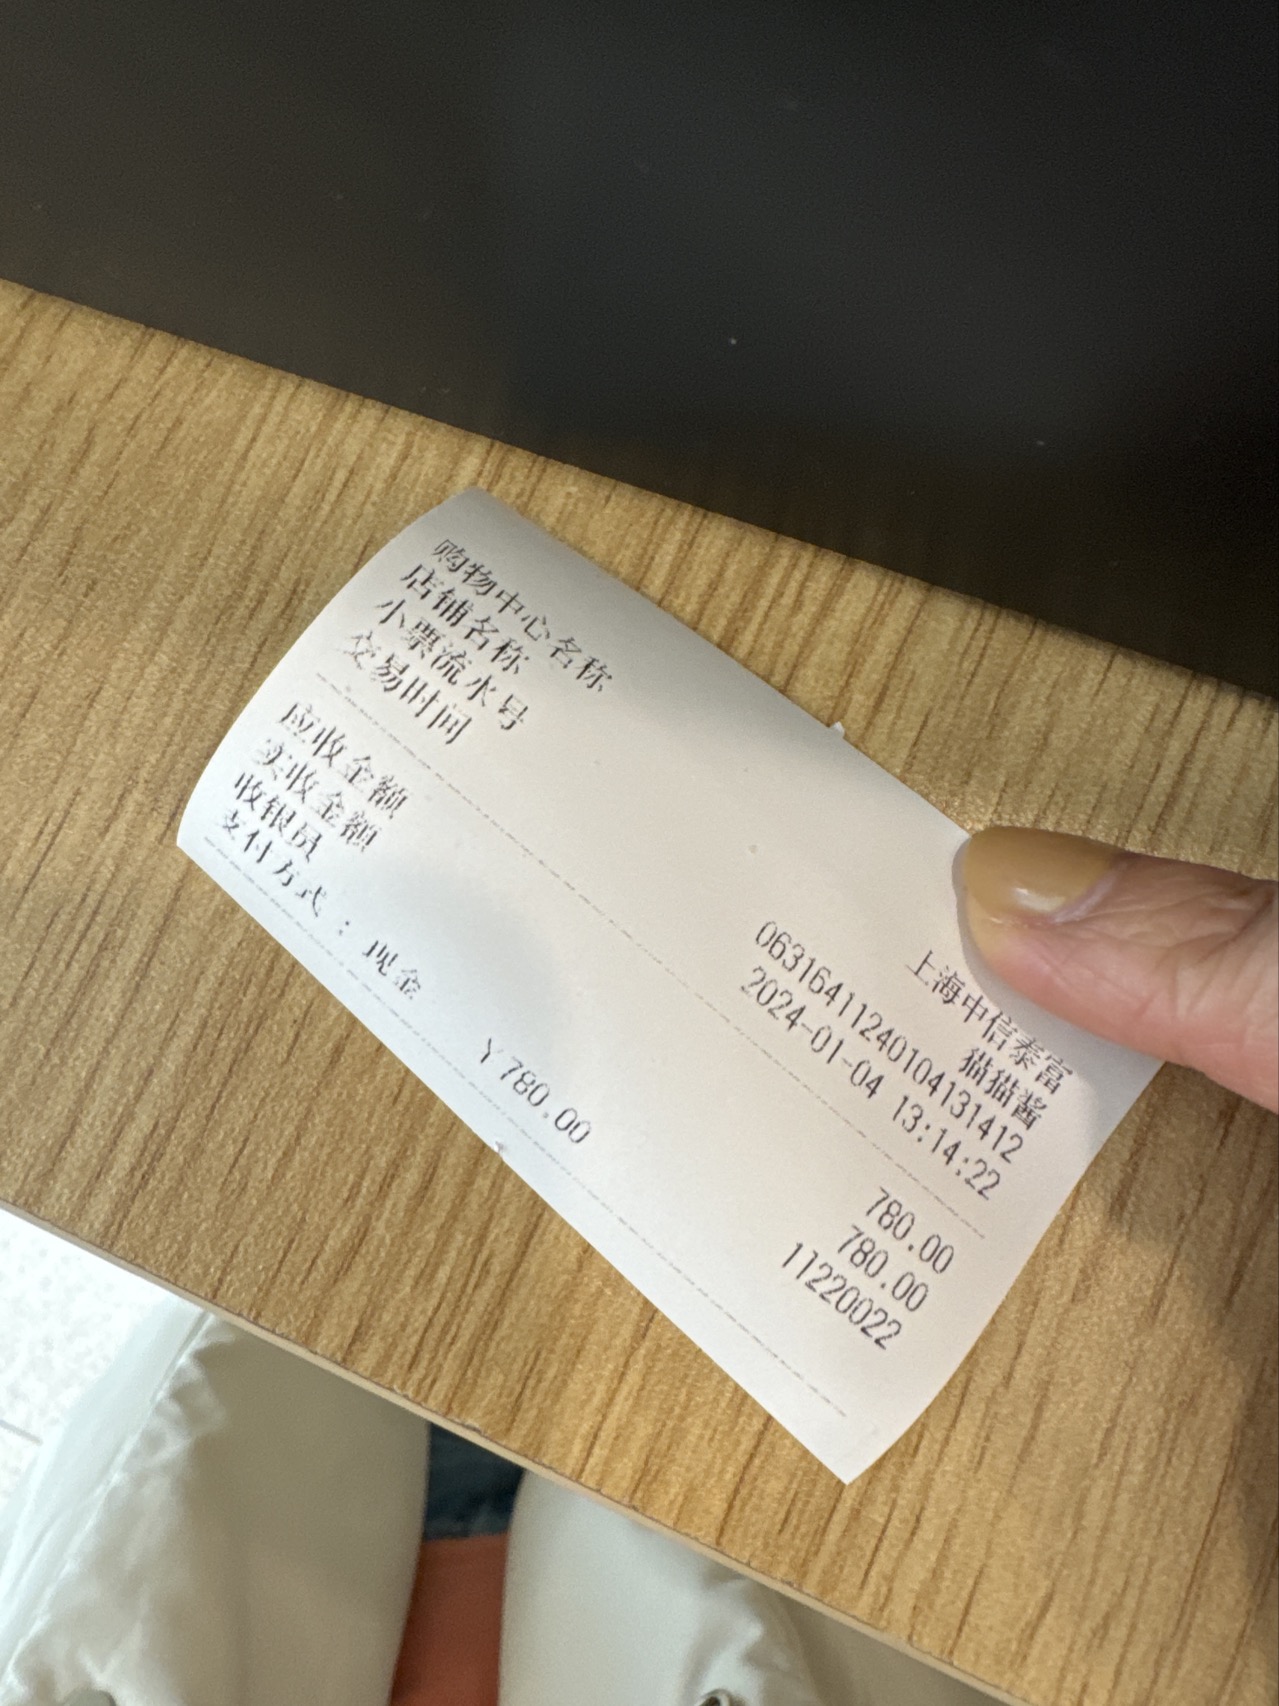 购物中心名称 上海中信泰富
店铺名称 猫猫酱
小票流水号 0631641124010413​1412
交易时间 2024-01-04 13:14:22
应收金额 780.00
实收金额 780.00
收银员 11220022
支付方式：现金 ¥780.00